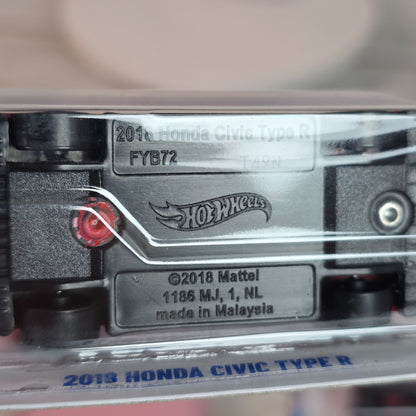 2018 Honda Civic Type R
FYB72 T49N
HOT WHEELS
©2018 Mattel
1186 MJ, 1, NL
made in Malaysia
2018 HONDA CIVIC TYPE R